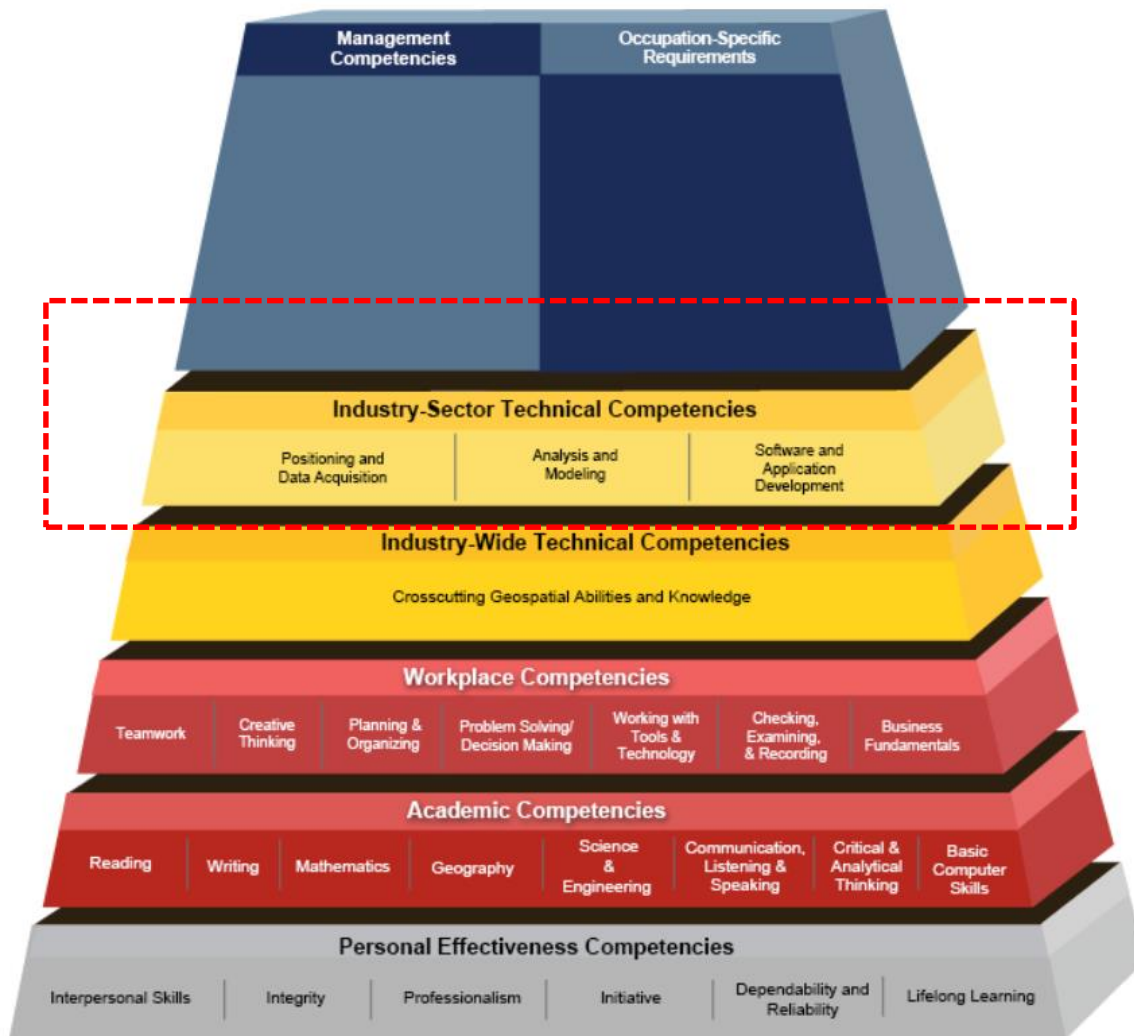 Management
Competencies
Occupation-Specific
Requirements
Industry-Sector Technical Competencies
Positioning and
Data Acquisition
Analysis and
Modeling
Software and
Application
Development
Industry-Wide Technical Competencies
Crosscutting Geospatial Abilities and Knowledge
Workplace Competencies
Teamwork
Creative
Thinking
Planning &
Organizing
Problem Solving/
Decision Making
Working with
Tools &
Technology
Checking,
Examining,
& Recording
Business
Fundamentals
Academic Competencies
Reading
Writing
Mathematics
Geography
Science
&
Engineering
Communication,
Listening &
Speaking
Critical &
Analytical
Thinking
Basic
Computer
Skills
Personal Effectiveness Competencies
Interpersonal Skills
Integrity
Professionalism
Initiative
Dependability and
Reliability
Lifelong Learning